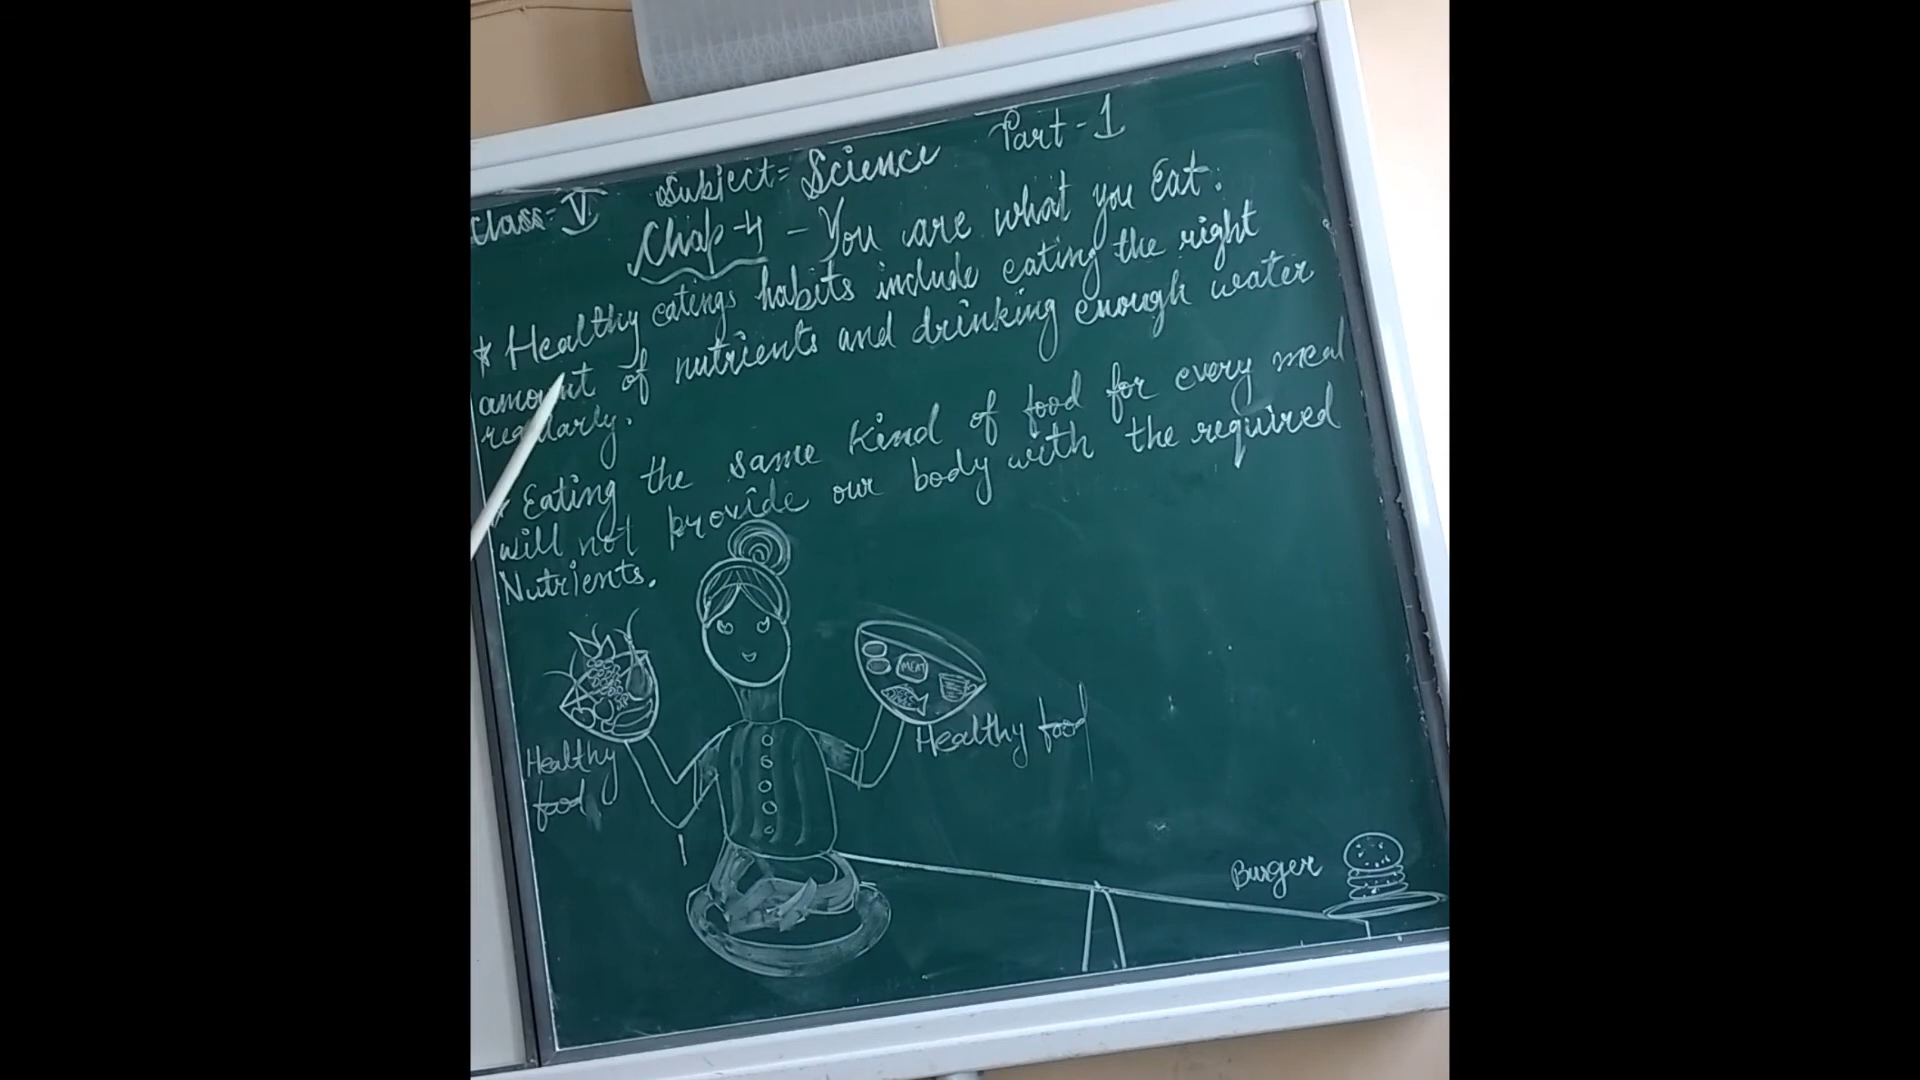 Part-1
Class=V Subject=Science
Chap-4 - You are what you Eat.
* Healthy eatings habits include eating the right
amount of nutrients and drinking enough water
regularly.
* Eating the same kind of food for every meal
will not provide our body with the required
Nutrients.
MEAT
Healthy food
Healthy
food
Burger